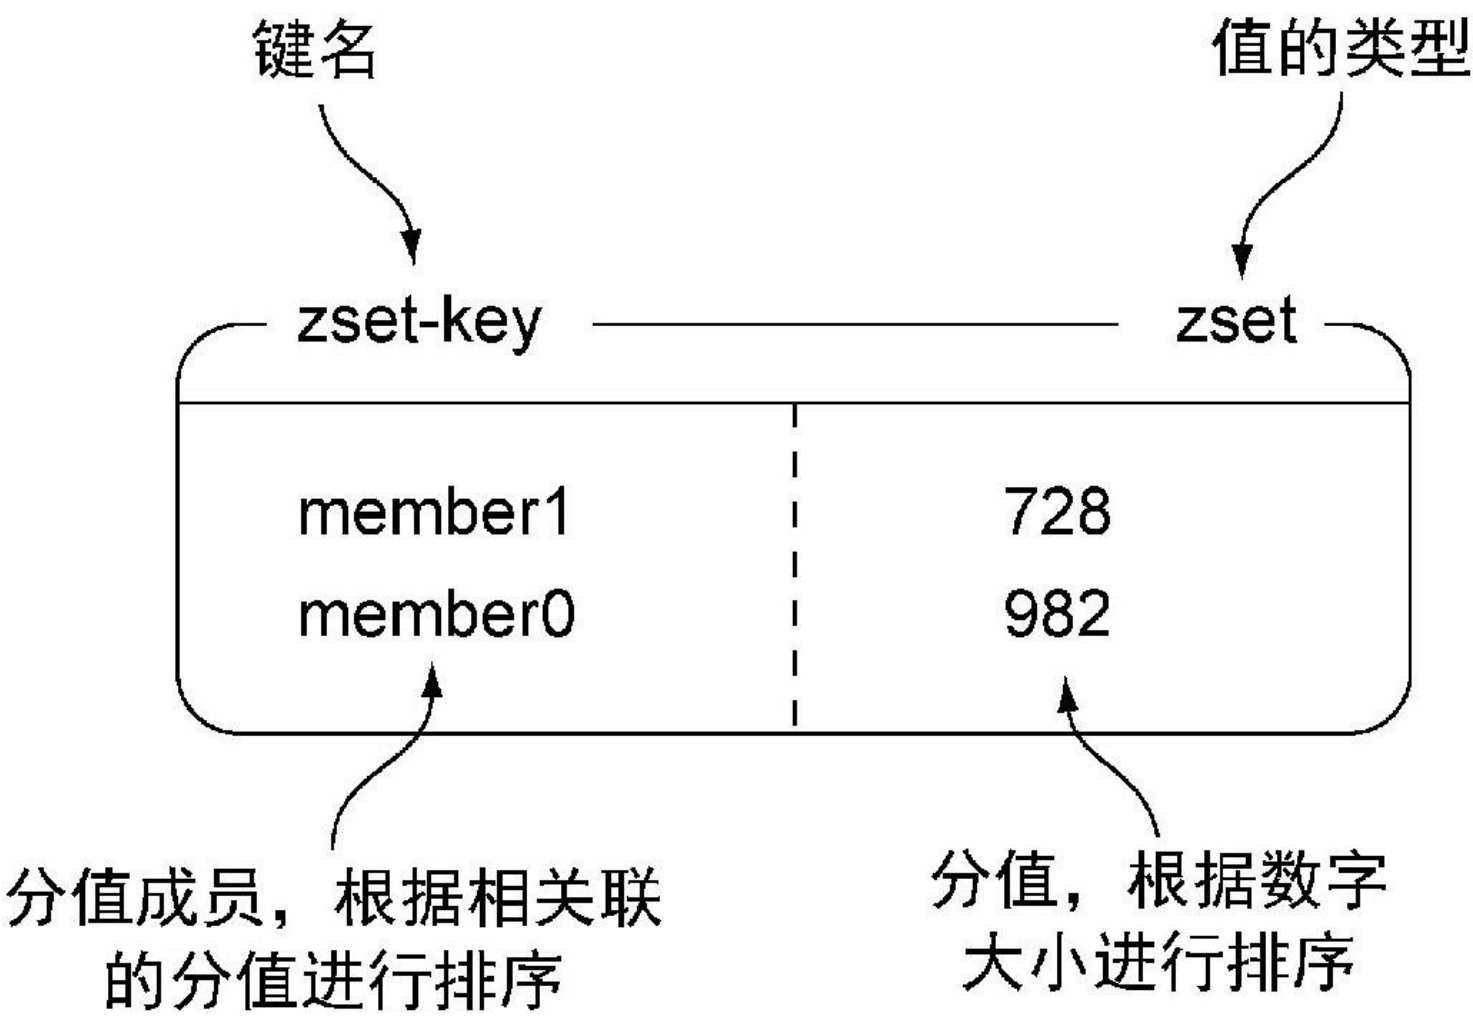 键名
值的类型
zset-key
zset
member1
728
member0
982
分值成员，根据相关联
的分值进行排序
分值，根据数字
大小进行排序